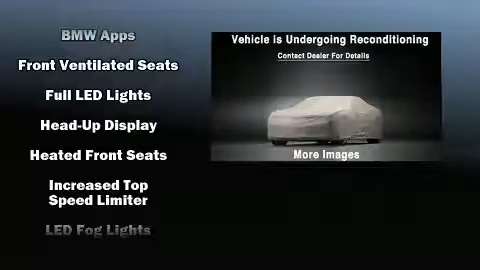 BMW Apps
Front Ventilated Seats
Full LED Lights
Head-Up Display
Heated Front Seats
Increased Top
Speed Limiter
LED Fog Lights
Vehicle is Undergoing Reconditioning
Contact Dealer For Details
More Images